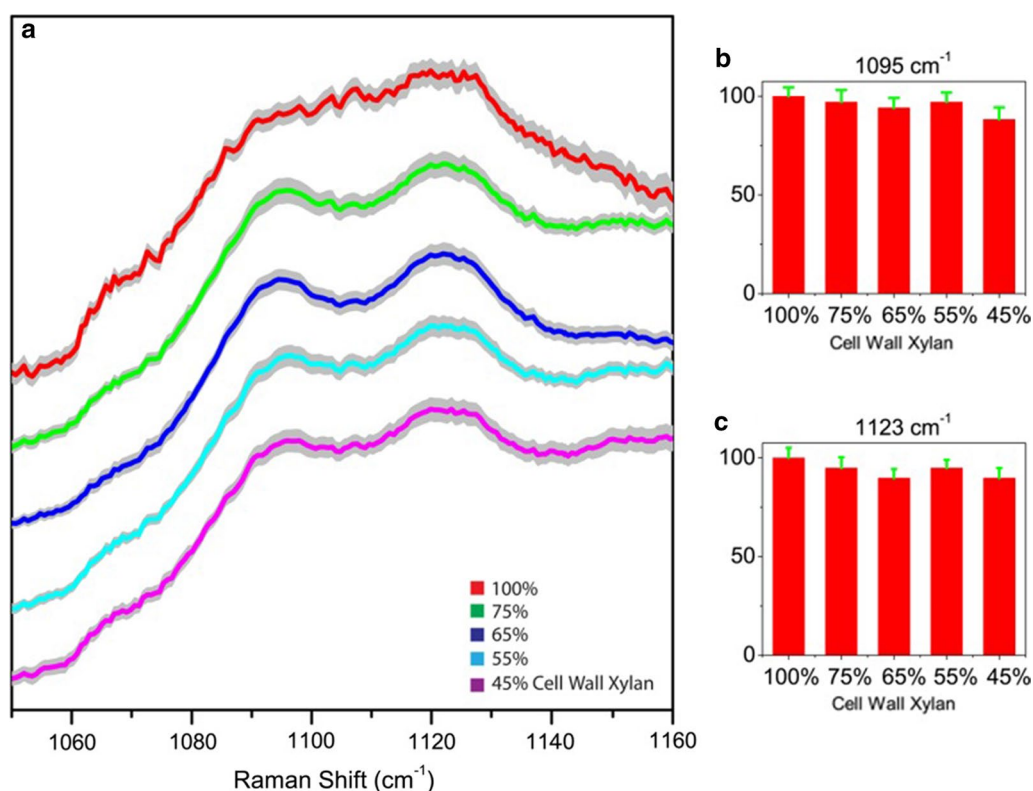 a
100%
75%
65%
55%
45% Cell Wall Xylan
1060 1080 1100 1120 1140 1160
Raman Shift (cm⁻¹)
b
1095 cm⁻¹
100
50
0
100% 75% 65% 55% 45%
Cell Wall Xylan
c
1123 cm⁻¹
100
50
0
100% 75% 65% 55% 45%
Cell Wall Xylan